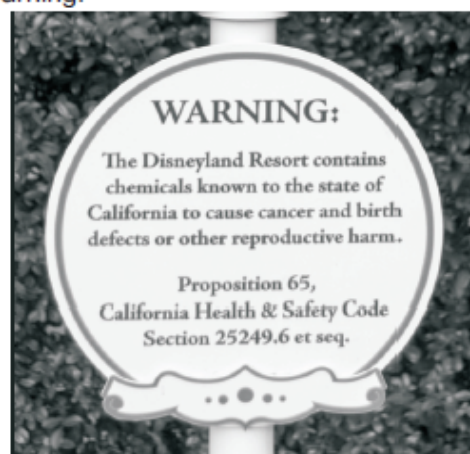 WARNING:
The Disneyland Resort contains
chemicals known to the state of
California to cause cancer and birth
defects or other reproductive harm.
Proposition 65,
California Health & Safety Code
Section 25249.6 et seq.